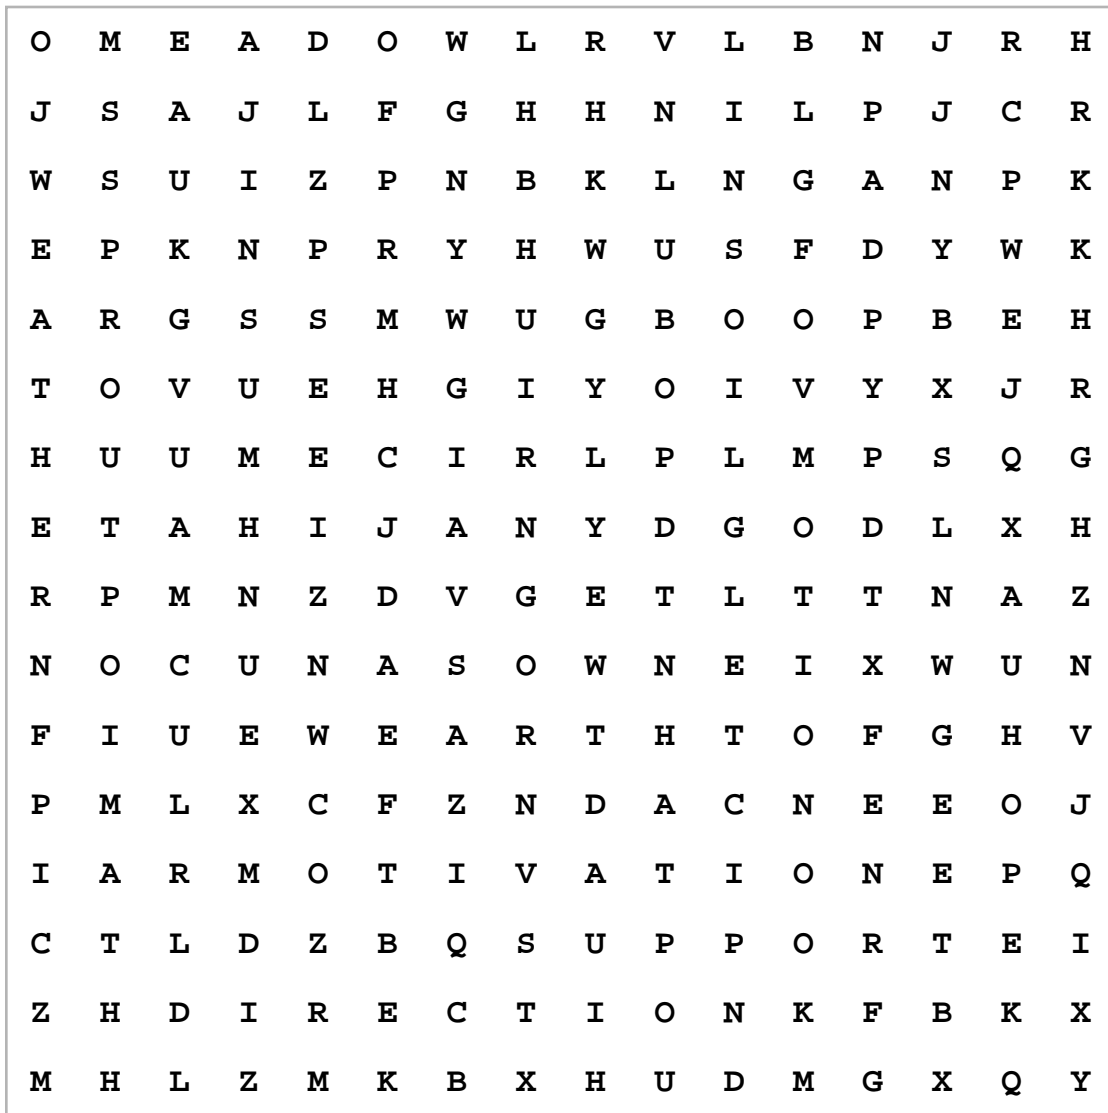 O M E A D O W L R V L B N J R H
J S A J L F G H H N I L P J C R
W S U I Z P N B K L N G A N P K
E P K N P R Y H W U S F D Y W K
A R G S S M W U G B O O P B E H
T O V U E H G I Y O I V Y X J R
H U U M E C I R L P L M P S Q G
E T A H I J A N Y D G O D L X H
R P M N Z D V G E T L T T N A Z
N O C U N A S O W N E I X W U N
F I U E W E A R T H T O F G H V
P M L X C F Z N D A C N E E O J
I A R M O T I V A T I O N E P Q
C T L D Z B Q S U P P O R T E I
Z H D I R E C T I O N K F B K X
M H L Z M K B X H U D M G X Q Y